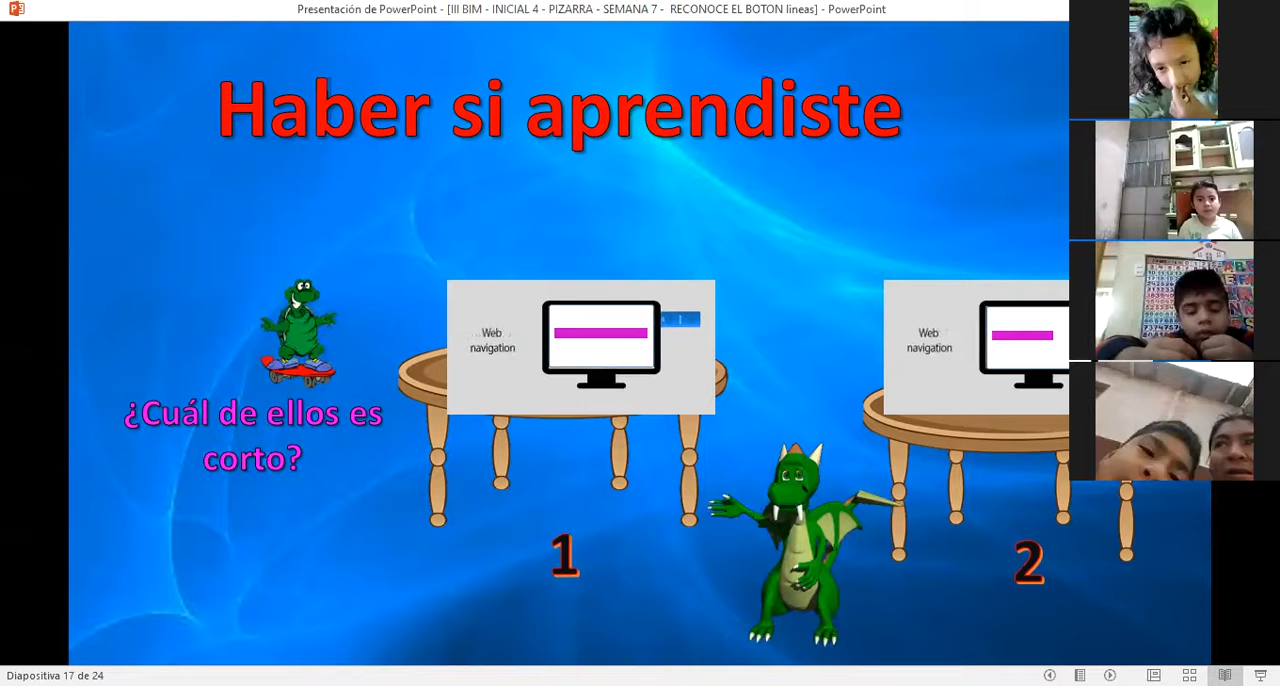 Presentación de PowerPoint - [III BIM - INICIAL 4 - PIZARRA - SEMANA 7 - RECONOCE EL BOTON lineas] - PowerPoint
Haber si aprendiste
Web
navigation
Web
navigation
¿Cuál de ellos es
corto?
1
2
Diapositiva 17 de 24